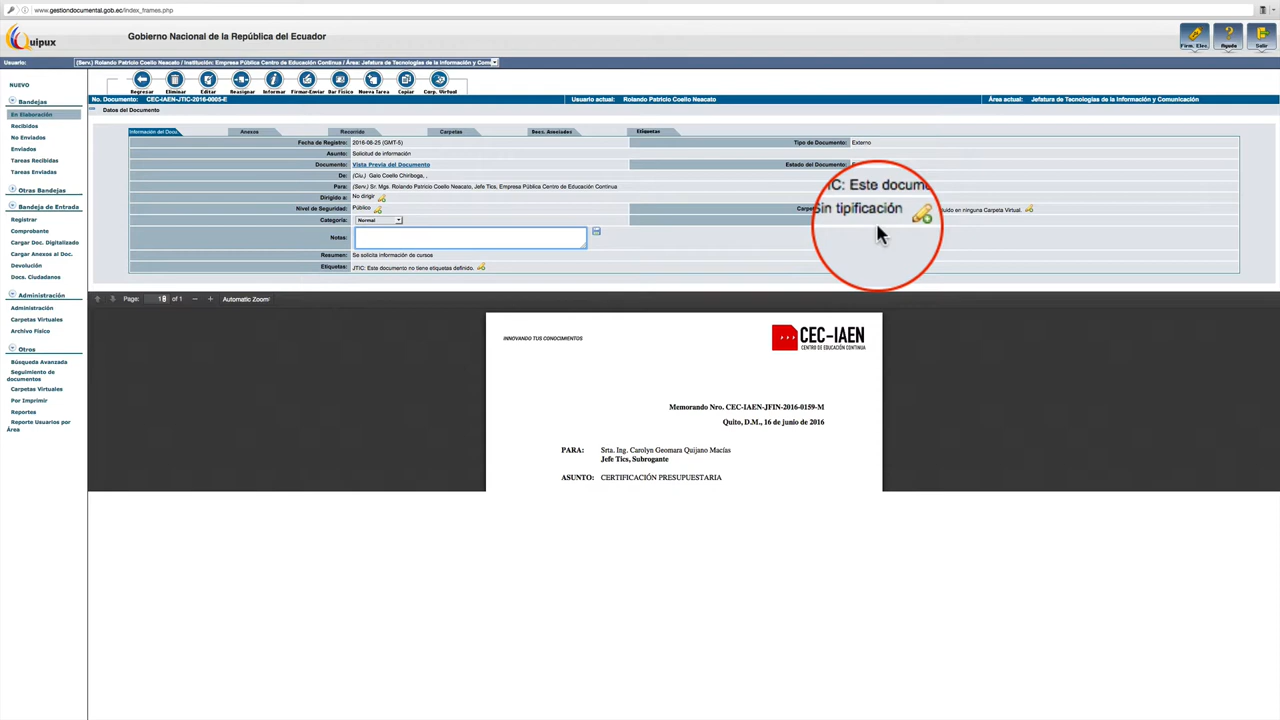 www.gestiondocumental.gob.ec/index_frames.php
Quipux
Gobierno Nacional de la República del Ecuador
Firm. Elec.
Ayuda
Salir
Usuario:
(Serv.) Rolando Patricio Coello Neacato / Institución: Empresa Pública Centro de Educación Continua / Área: Jefatura de Tecnologías de la Información y Comun
NUEVO
Bandejas
En Elaboración
Recibidos
No Enviados
Enviados
Tareas Recibidas
Tareas Enviadas
Otras Bandejas
Bandeja de Entrada
Registrar
Comprobante
Cargar Doc. Digitalizado
Cargar Anexos al Doc.
Devolución
Docs. Ciudadanos
Administración
Administración
Carpetas Virtuales
Archivo Físico
Otros
Búsqueda Avanzada
Seguimiento de
documentos
Carpetas Virtuales
Por Imprimir
Reportes
Reporte Usuarios por
Área
Regresar
Eliminar
Editar
Reasignar
Informar
Firmar-Enviar
Dar Físico
Nueva Tarea
Copiar
Carp. Virtual
No. Documento: CEC-IAEN-JTIC-2016-0005-E
Usuario actual: Rolando Patricio Coello Neacato
Área actual: Jefatura de Tecnologías de la Información y Comunicación
Datos del Documento
Información del Docu
Anexos
Recorrido
Carpetas
Docs. Asociados
Etiquetas
Fecha de Registro: 2016-08-25 (GMT-5)
Tipo de Documento: Externo
Asunto: Solicitud de información
Documento: Vista Previa del Documento
Estado del Documento:
De: (Ciu.) Galo Coello Chiriboga, ,
Para: (Serv.) Sr. Mgs. Rolando Patricio Coello Neacato, Jefe Tics, Empresa Pública Centro de Educación Continua
Dirigido a: No dirigir
Nivel de Seguridad: Público
Carpe
luido en ninguna Carpeta Virtual.
Categoría: Normal
Notas:
Resumen: Se solicita información de cursos
Etiquetas: JTIC: Este documento no tiene etiquetas definido.
IC: Este docume
Sin tipificación
Page: 1 of 1
Automatic Zoom
INNOVANDO TUS CONOCIMIENTOS
CEC-IAEN
CENTRO DE EDUCACIÓN CONTINUA
Memorando Nro. CEC-IAEN-JFIN-2016-0159-M
Quito, D.M., 16 de junio de 2016
PARA: Srta. Ing. Carolyn Geomara Quijano Macías
Jefe Tics, Subrogante
ASUNTO: CERTIFICACIÓN PRESUPUESTARIA